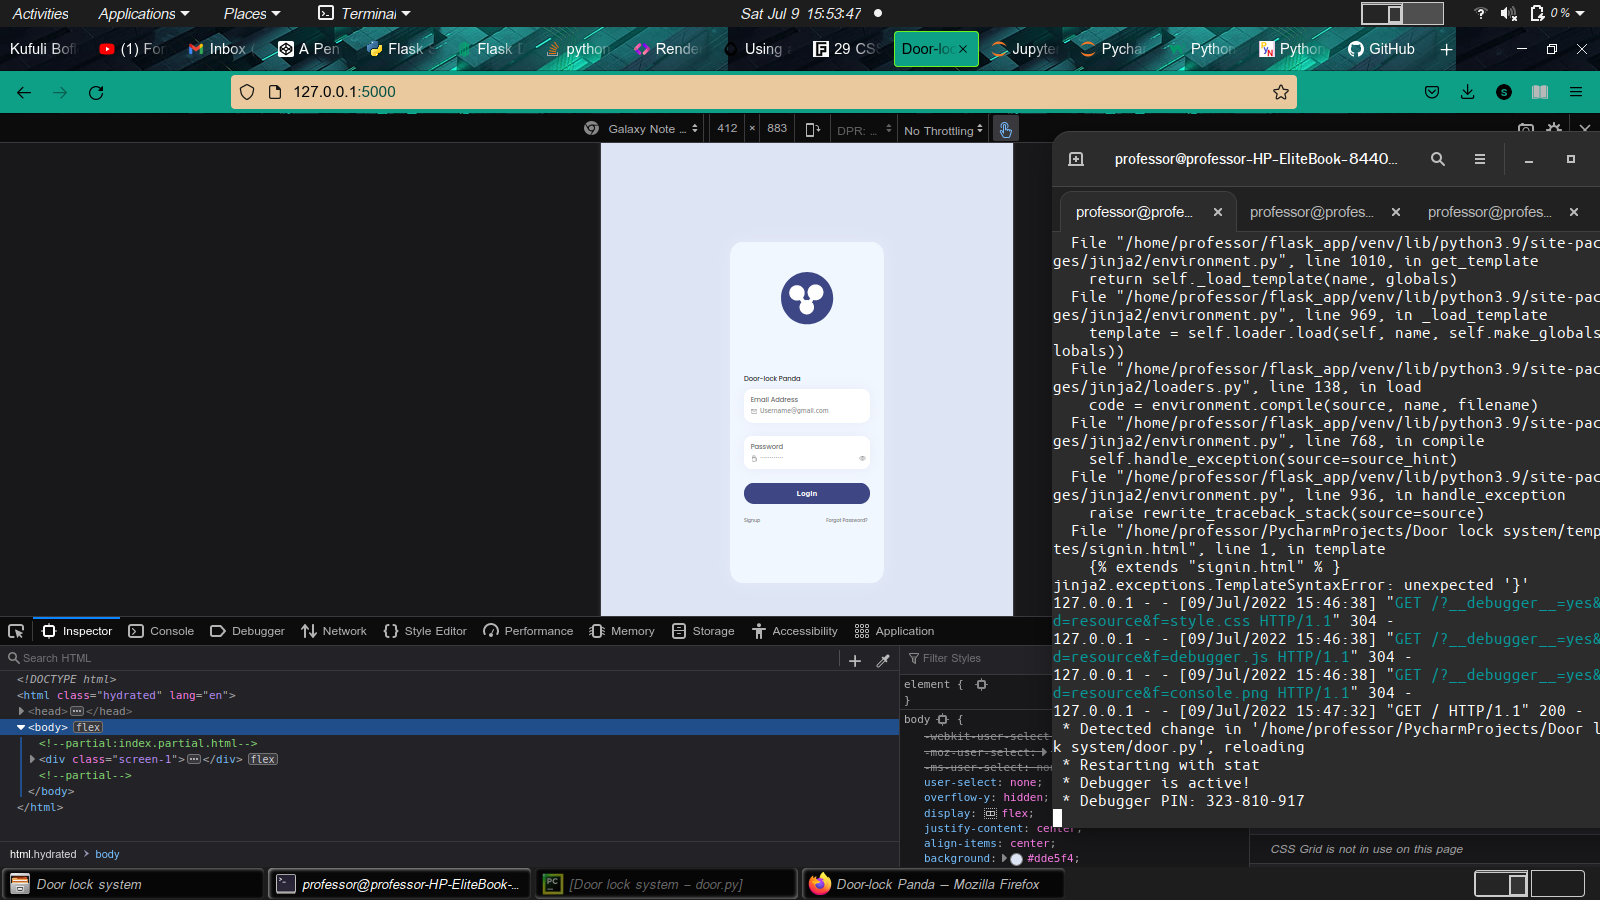 Activities Applications Places Terminal Sat Jul 9 15:53:47 0 %
Kufuli Bof (1) For Inbox A Pen Flask Flask python Render Using 29 CSS Door-loc Jupyte Pychar Python Python GitHub
127.0.0.1:5000
Galaxy Note ... 412 × 883 DPR: ... No Throttling
Door-lock Panda
Email Address
Username@gmail.com
Password
············
Login
Signup Forgot Password?
professor@professor-HP-EliteBook-8440...
professor@profe... professor@profes... professor@profes...
File "/home/professor/flask_app/venv/lib/python3.9/site-pac
ges/jinja2/environment.py", line 1010, in get_template
return self._load_template(name, globals)
File "/home/professor/flask_app/venv/lib/python3.9/site-pac
ges/jinja2/environment.py", line 969, in _load_template
template = self.loader.load(self, name, self.make_globals
lobals))
File "/home/professor/flask_app/venv/lib/python3.9/site-pac
ges/jinja2/loaders.py", line 138, in load
code = environment.compile(source, name, filename)
File "/home/professor/flask_app/venv/lib/python3.9/site-pac
ges/jinja2/environment.py", line 768, in compile
self.handle_exception(source=source_hint)
File "/home/professor/flask_app/venv/lib/python3.9/site-pac
ges/jinja2/environment.py", line 936, in handle_exception
raise rewrite_traceback_stack(source=source)
File "/home/professor/PycharmProjects/Door lock system/temp
tes/signin.html", line 1, in template
{% extends "signin.html" % }
jinja2.exceptions.TemplateSyntaxError: unexpected '}'
127.0.0.1 - - [09/Jul/2022 15:46:38] "GET /?__debugger__=yes&
d=resource&f=style.css HTTP/1.1" 304 -
127.0.0.1 - - [09/Jul/2022 15:46:38] "GET /?__debugger__=yes&
d=resource&f=debugger.js HTTP/1.1" 304 -
127.0.0.1 - - [09/Jul/2022 15:46:38] "GET /?__debugger__=yes&
d=resource&f=console.png HTTP/1.1" 304 -
127.0.0.1 - - [09/Jul/2022 15:47:32] "GET / HTTP/1.1" 200 -
* Detected change in '/home/professor/PycharmProjects/Door l
k system/door.py', reloading
* Restarting with stat
* Debugger is active!
* Debugger PIN: 323-810-917
Inspector Console Debugger Network Style Editor Performance Memory Storage Accessibility Application
Search HTML
<!DOCTYPE html>
<html class="hydrated" lang="en">
<head>···</head>
<body> flex
<!--partial:index.partial.html-->
<div class="screen-1">···</div> flex
<!--partial-->
</body>
</html>
html.hydrated > body
Filter Styles
element {
}
body {
-webkit-user-select
-moz-user-select:
-ms-user-select: no
user-select: none;
overflow-y: hidden;
display: flex;
justify-content: center;
align-items: center;
background: #dde5f4;
CSS Grid is not in use on this page
Door lock system professor@professor-HP-EliteBook-... [Door lock system – door.py] Door-lock Panda — Mozilla Firefox